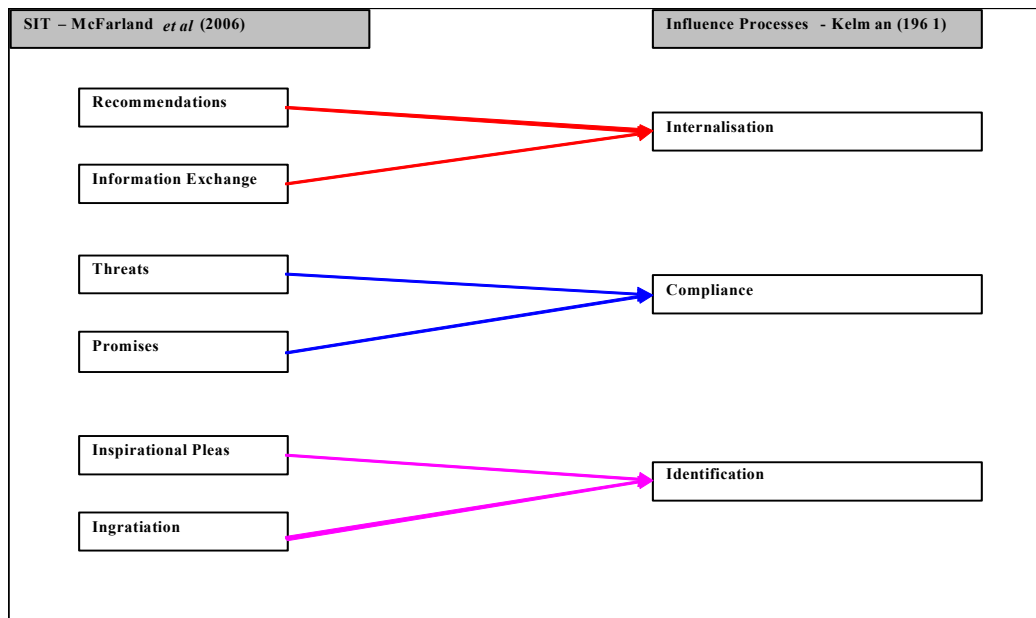 SIT – McFarland et al (2006)
Influence Processes - Kelm an (196 1)
Recommendations
Internalisation
Information Exchange
Threats
Compliance
Promises
Inspirational Pleas
Identification
Ingratiation